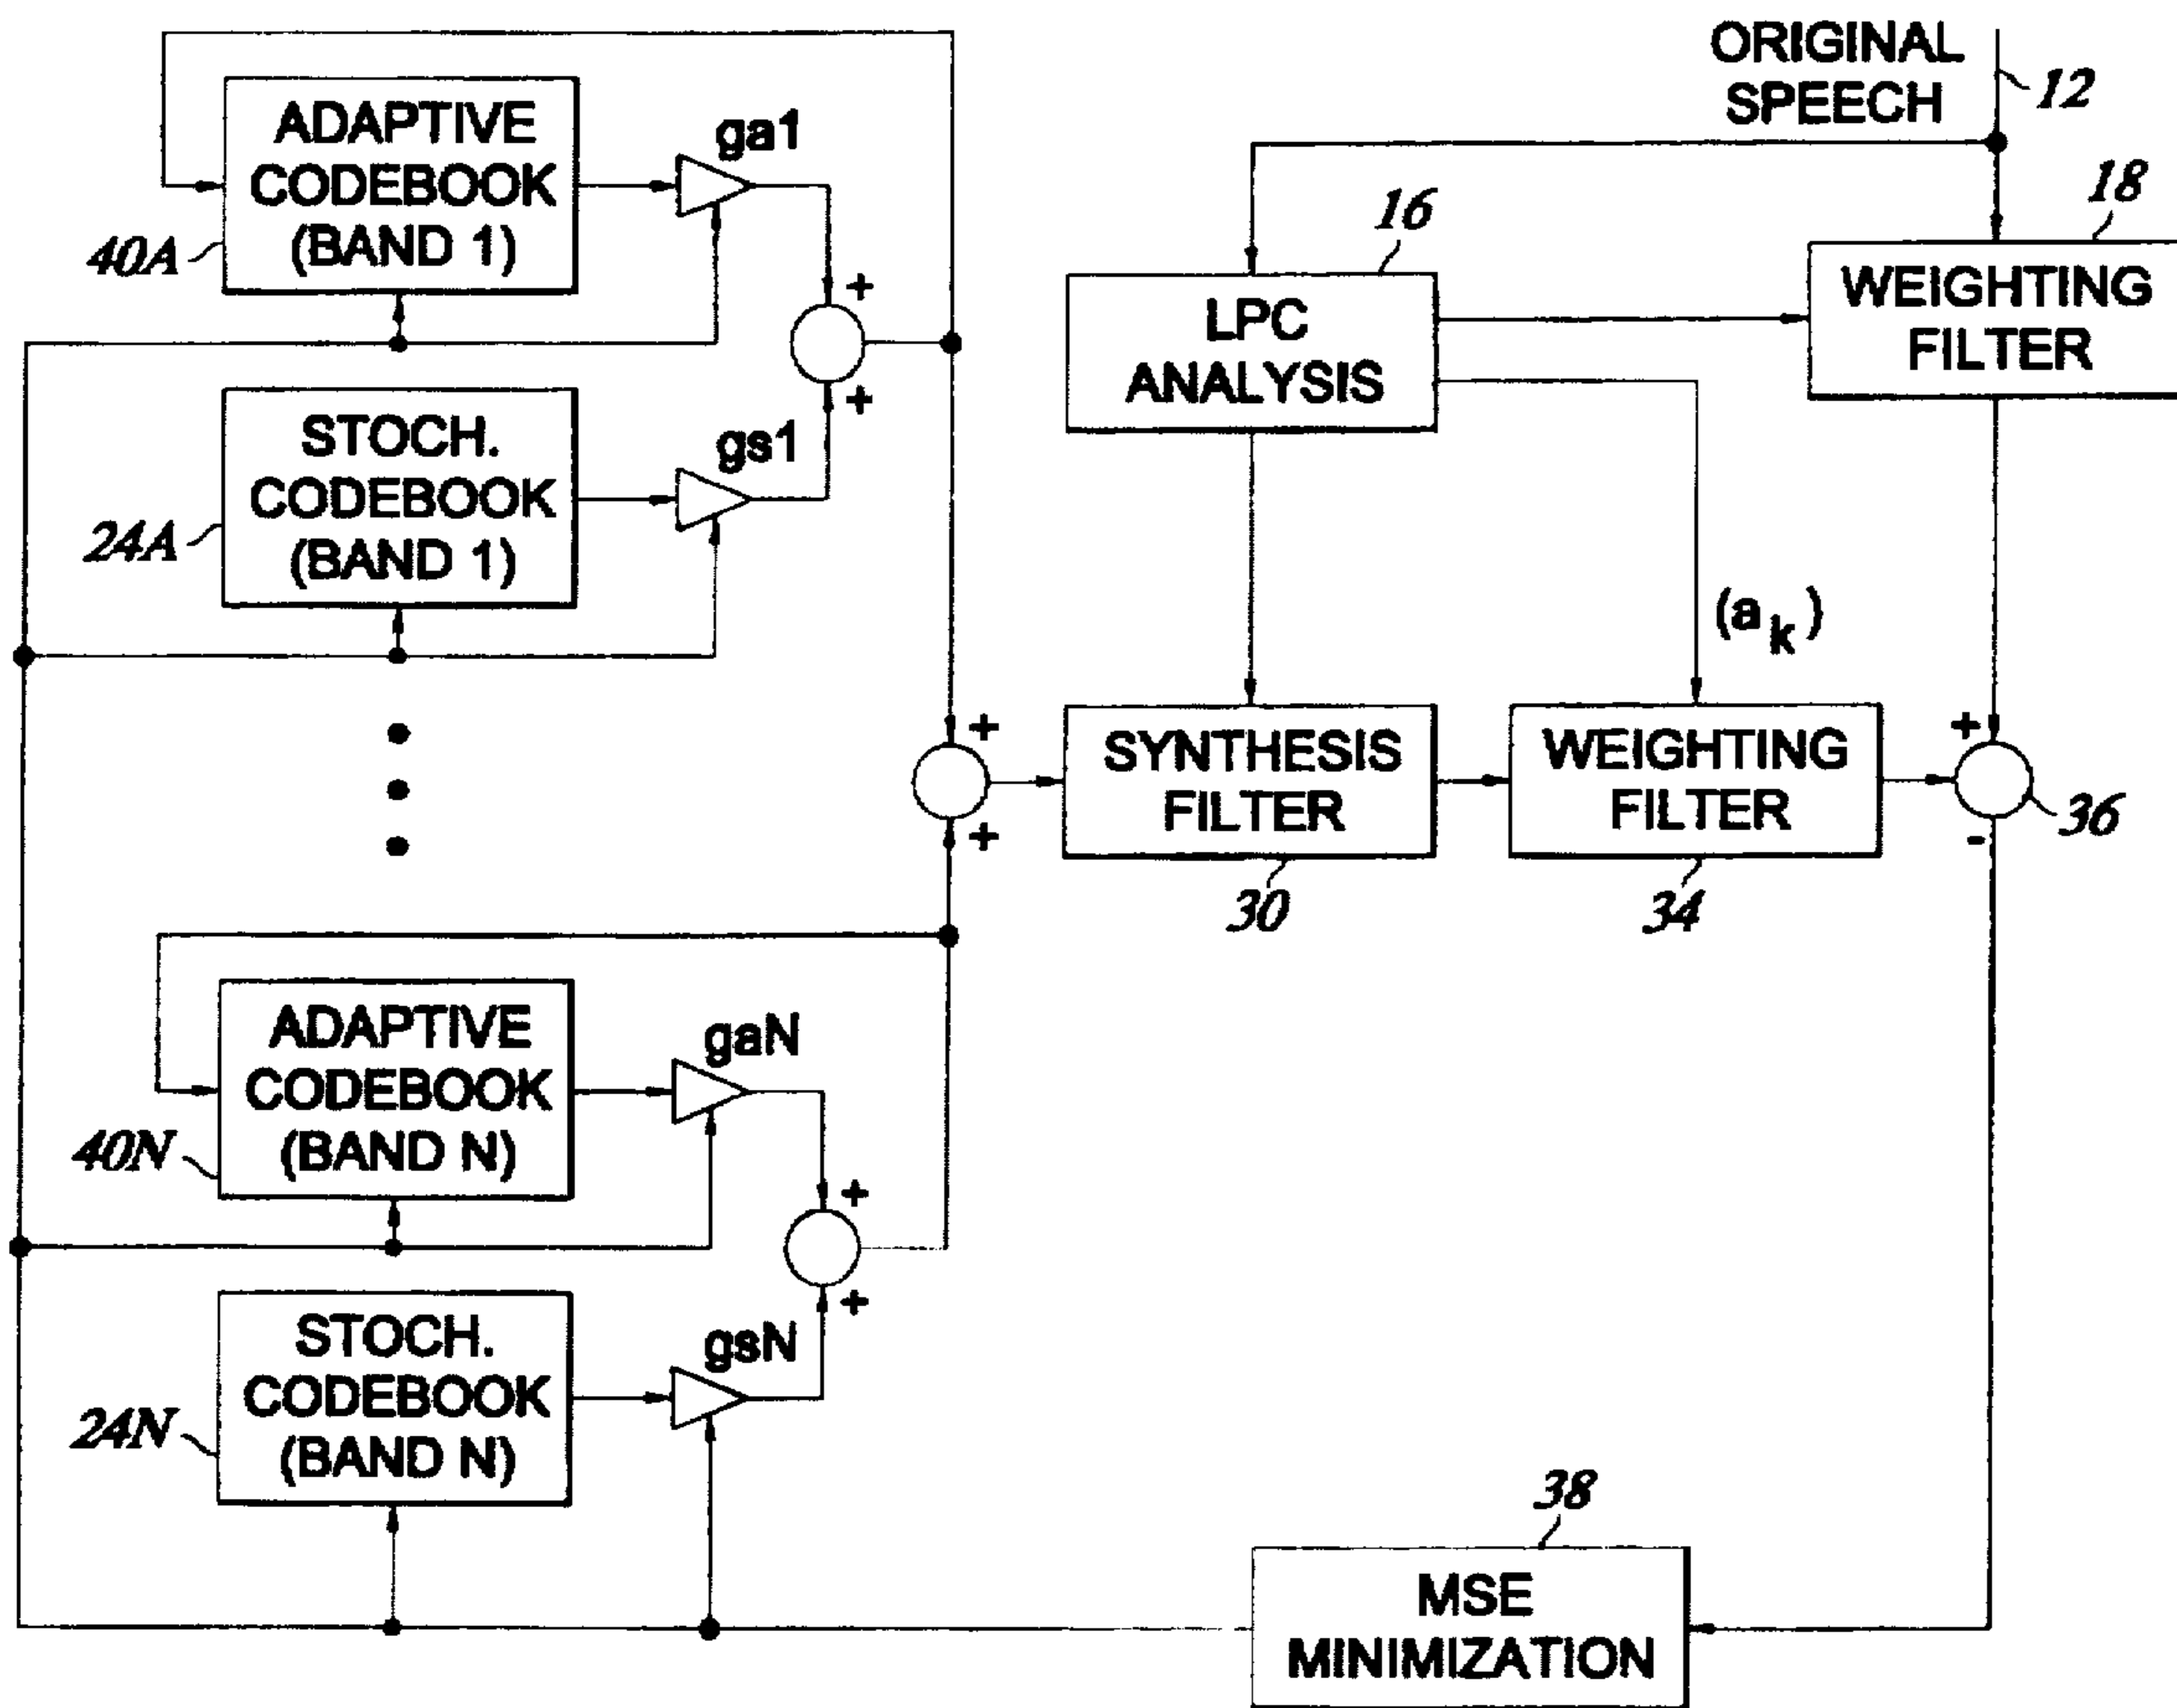 ORIGINAL
SPEECH
12
ADAPTIVE
CODEBOOK
(BAND 1)
40A
ga1
+
+
16
LPC
ANALYSIS
18
WEIGHTING
FILTER
STOCH.
CODEBOOK
(BAND 1)
24A
gs1
(a_k)
+
+
SYNTHESIS
FILTER
30
WEIGHTING
FILTER
34
+
-
36
ADAPTIVE
CODEBOOK
(BAND N)
40N
gaN
+
+
STOCH.
CODEBOOK
(BAND N)
24N
gsN
38
MSE
MINIMIZATION